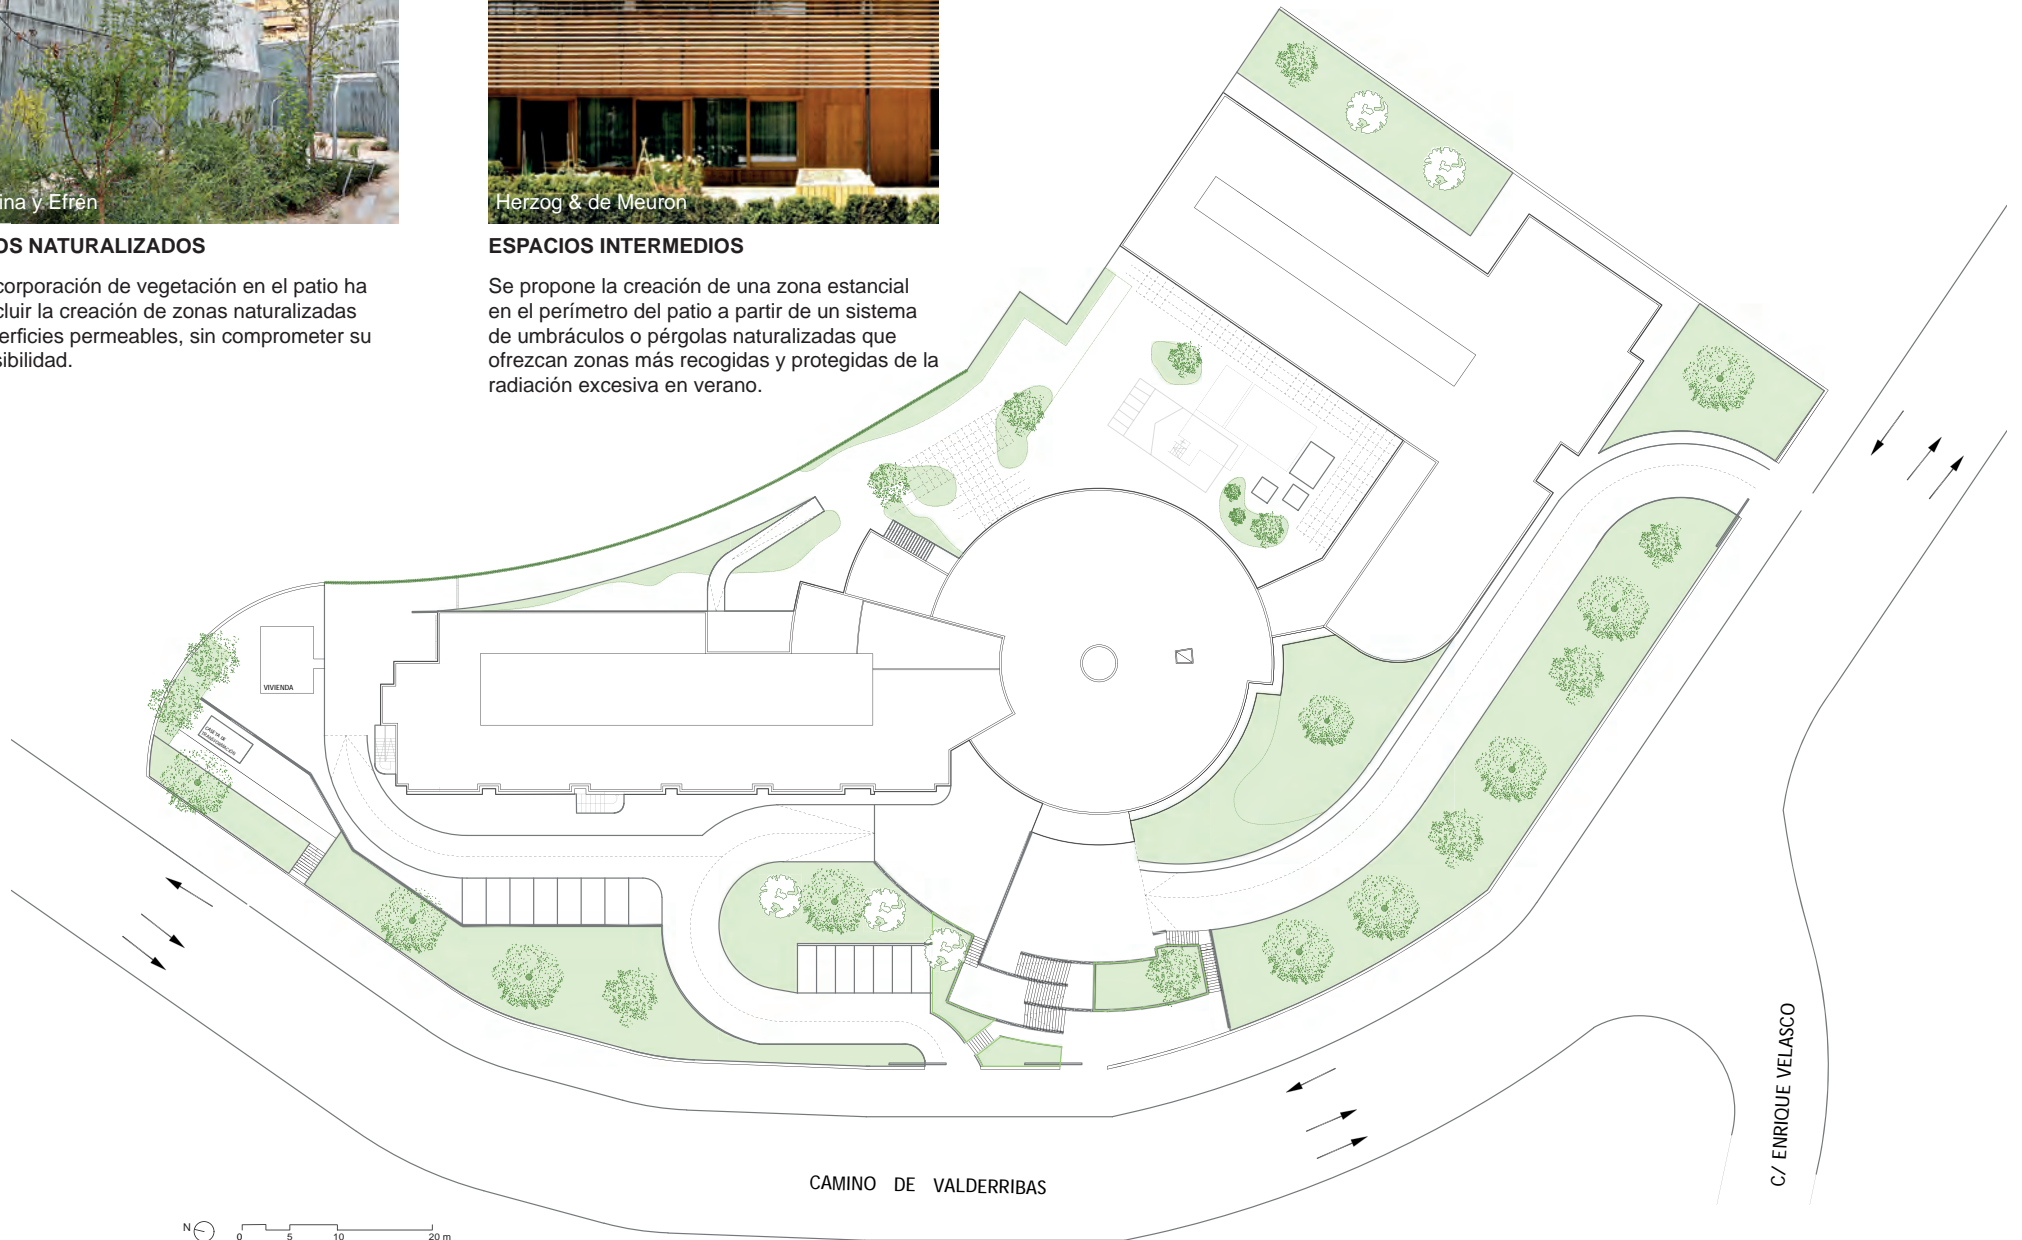 ina y Efrén
OS NATURALIZADOS
corporación de vegetación en el patio ha
cluir la creación de zonas naturalizadas
erficies permeables, sin comprometer su
sibilidad.
Herzog & de Meuron
ESPACIOS INTERMEDIOS
Se propone la creación de una zona estancial
en el perímetro del patio a partir de un sistema
de umbráculos o pérgolas naturalizadas que
ofrezcan zonas más recogidas y protegidas de la
radiación excesiva en verano.
VIVIENDA
CASETA DE
TRANSFORMACIÓN
CAMINO DE VALDERRIBAS
C/ ENRIQUE VELASCO
N
0 5 10 20 m